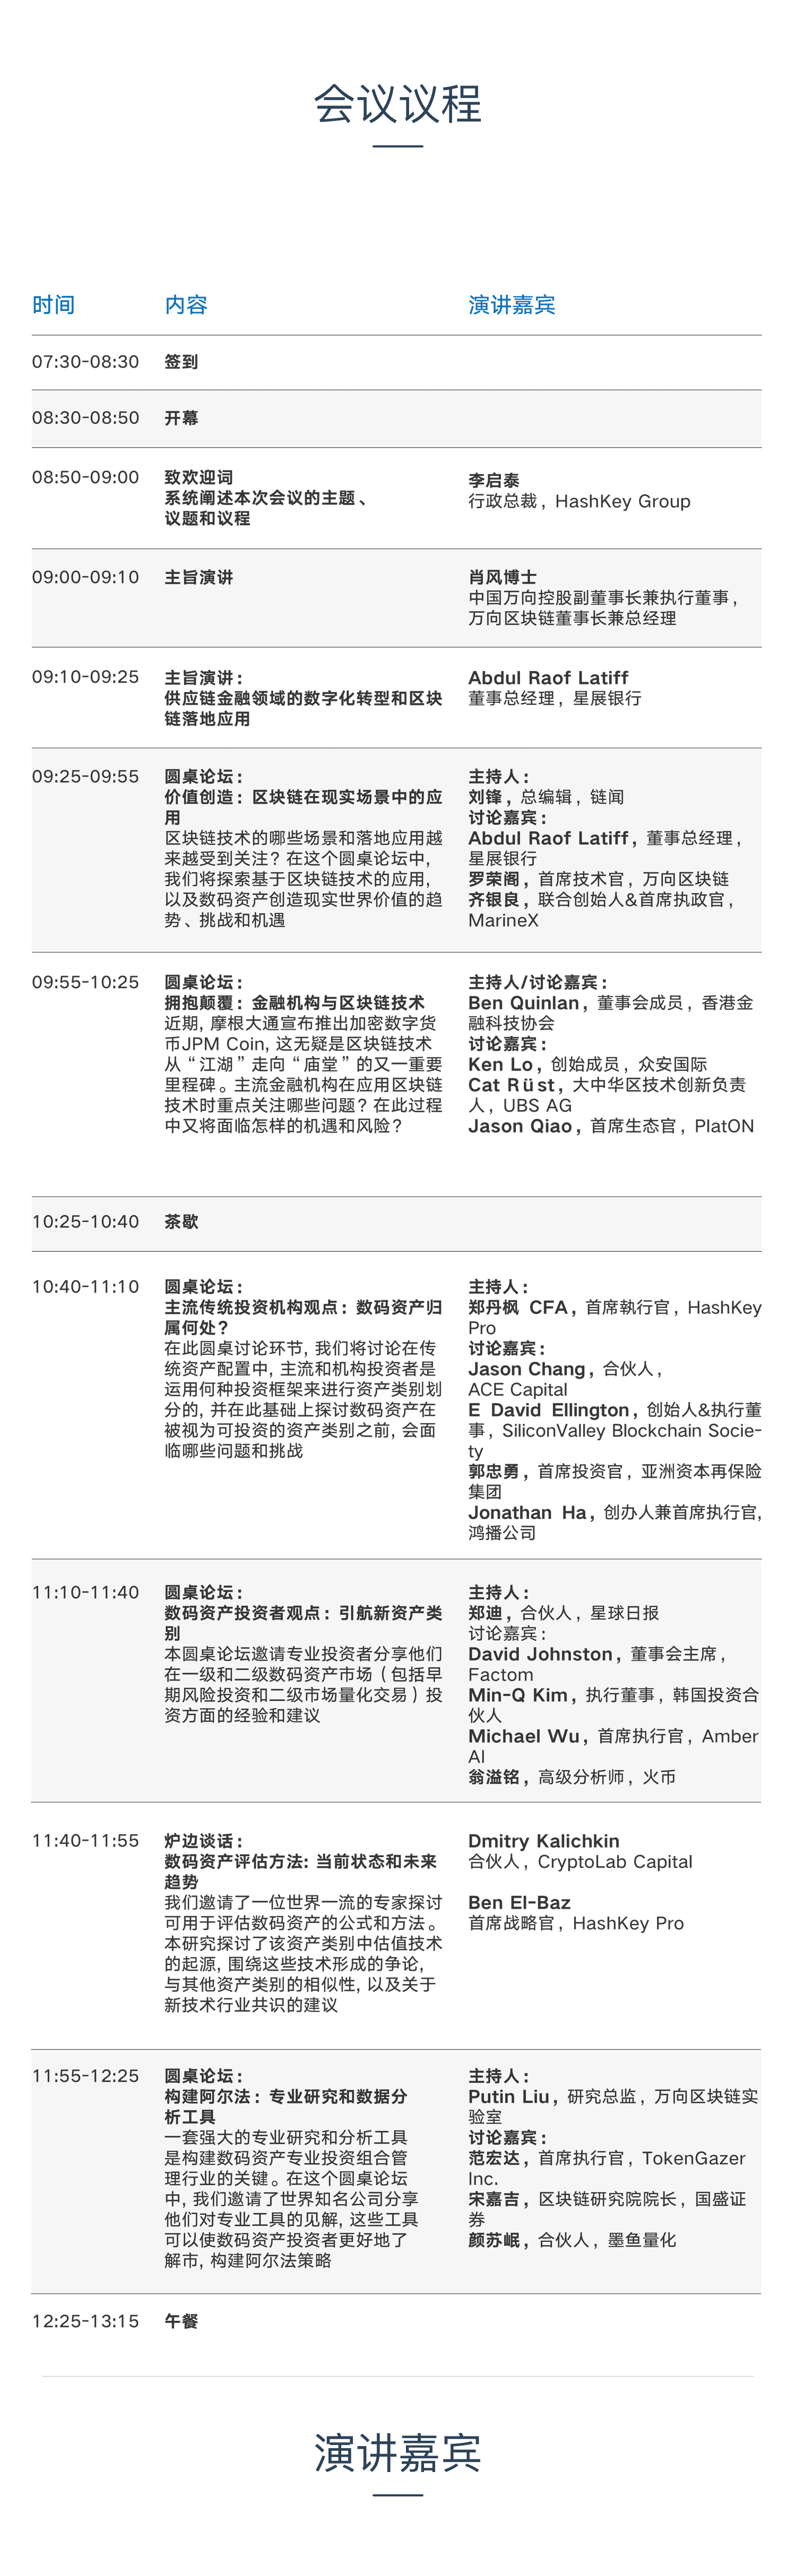 会议议程
时间 内容 演讲嘉宾
07:30-08:30 签到
08:30-08:50 开幕
08:50-09:00 致欢迎词
系统阐述本次会议的主题、
议题和议程
李启泰
行政总裁，HashKey Group
09:00-09:10 主旨演讲
肖风博士
中国万向控股副董事长兼执行董事，
万向区块链董事长兼总经理
09:10-09:25 主旨演讲：
供应链金融领域的数字化转型和区块
链落地应用
Abdul Raof Latiff
董事总经理，星展银行
09:25-09:55 圆桌论坛：
价值创造：区块链在现实场景中的应
用
区块链技术的哪些场景和落地应用越
来越受到关注？在这个圆桌论坛中,
我们将探索基于区块链技术的应用,
以及数码资产创造现实世界价值的趋
势、挑战和机遇
主持人：
刘锋，总编辑，链闻
讨论嘉宾：
Abdul Raof Latiff，董事总经理，
星展银行
罗荣阁，首席技术官，万向区块链
齐银良，联合创始人&首席执政官，
MarineX
09:55-10:25 圆桌论坛：
拥抱颠覆：金融机构与区块链技术
近期, 摩根大通宣布推出加密数字货
币JPM Coin, 这无疑是区块链技术
从“江湖”走向“庙堂”的又一重要
里程碑。主流金融机构在应用区块链
技术时重点关注哪些问题？在此过程
中又将面临怎样的机遇和风险？
主持人/讨论嘉宾：
Ben Quinlan，董事会成员，香港金
融科技协会
讨论嘉宾：
Ken Lo，创始成员，众安国际
Cat Rüst，大中华区技术创新负责
人，UBS AG
Jason Qiao，首席生态官，PlatON
10:25-10:40 茶歇
10:40-11:10 圆桌论坛：
主流传统投资机构观点：数码资产归
属何处？
在此圆桌讨论环节, 我们将讨论在传
统资产配置中, 主流和机构投资者是
运用何种投资框架来进行资产类别划
分的, 并在此基础上探讨数码资产在
被视为可投资的资产类别之前, 会面
临哪些问题和挑战
主持人：
郑丹枫 CFA，首席執行官，HashKey
Pro
讨论嘉宾：
Jason Chang，合伙人，
ACE Capital
E David Ellington，创始人&执行董
事，SiliconValley Blockchain Socie-
ty
郭忠勇，首席投资官，亚洲资本再保险
集团
Jonathan Ha，创办人兼首席执行官,
鸿播公司
11:10-11:40 圆桌论坛：
数码资产投资者观点：引航新资产类
别
本圆桌论坛邀请专业投资者分享他们
在一级和二级数码资产市场（包括早
期风险投资和二级市场量化交易）投
资方面的经验和建议
主持人：
郑迪，合伙人，星球日报
讨论嘉宾：
David Johnston，董事会主席，
Factom
Min-Q Kim，执行董事，韩国投资合
伙人
Michael Wu，首席执行官，Amber
AI
翁溢铭，高级分析师，火币
11:40-11:55 炉边谈话：
数码资产评估方法: 当前状态和未来
趋势
我们邀请了一位世界一流的专家探讨
可用于评估数码资产的公式和方法。
本研究探讨了该资产类别中估值技术
的起源, 围绕这些技术形成的争论,
与其他资产类别的相似性, 以及关于
新技术行业共识的建议
Dmitry Kalichkin
合伙人，CryptoLab Capital
Ben El-Baz
首席战略官，HashKey Pro
11:55-12:25 圆桌论坛：
构建阿尔法：专业研究和数据分
析工具
一套强大的专业研究和分析工具
是构建数码资产专业投资组合管
理行业的关键。在这个圆桌论坛
中, 我们邀请了世界知名公司分享
他们对专业工具的见解, 这些工具
可以使数码资产投资者更好地了
解市, 构建阿尔法策略
主持人：
Putin Liu，研究总监，万向区块链实
验室
讨论嘉宾：
范宏达，首席执行官，TokenGazer
Inc.
宋嘉吉，区块链研究院院长，国盛证
券
颜苏岷，合伙人，墨鱼量化
12:25-13:15 午餐
演讲嘉宾